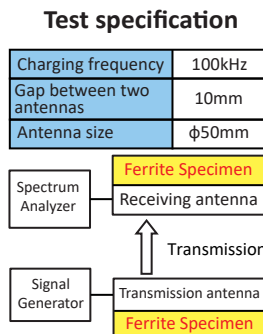 Test specification
Charging frequency 100kHz
Gap between two
antennas 10mm
Antenna size ϕ50mm
Ferrite Specimen
Spectrum
Analyzer
Receiving antenna
Transmission
Signal
Generator
Transmission antenna
Ferrite Specimen